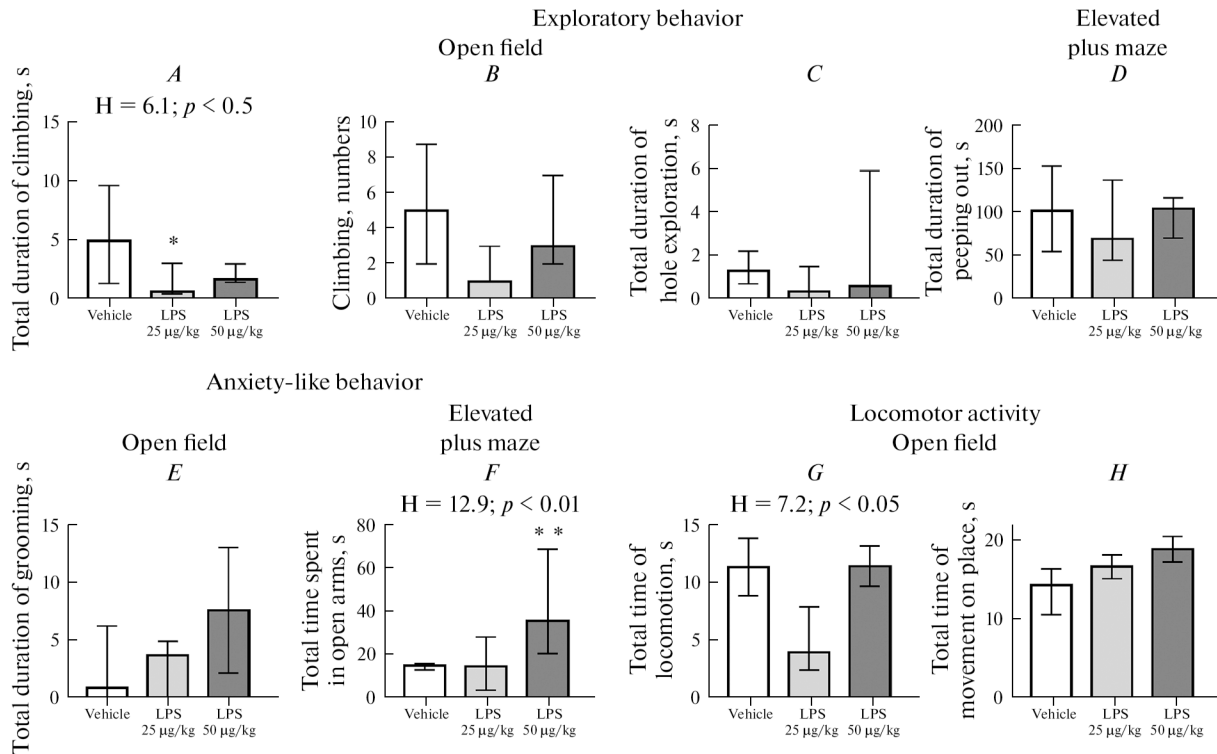 Exploratory behavior
Open field
Elevated
plus maze
A
H = 6.1; p < 0.5
Total duration of climbing, s
15
10
5
0
Vehicle
LPS
25 µg/kg
LPS
50 µg/kg
*
B
Climbing, numbers
10
8
6
4
2
0
Vehicle
LPS
25 µg/kg
LPS
50 µg/kg
C
Total duration of
hole exploration, s
8
6
4
2
0
Vehicle
LPS
25 µg/kg
LPS
50 µg/kg
D
Total duration of
peeping out, s
200
150
100
50
0
Vehicle
LPS
25 µg/kg
LPS
50 µg/kg
Anxiety-like behavior
Open field
Elevated
plus maze
Locomotor activity
Open field
E
Total duration of grooming, s
15
10
5
0
Vehicle
LPS
25 µg/kg
LPS
50 µg/kg
F
H = 12.9; p < 0.01
Total time spent
in open arms, s
80
60
40
20
0
* *
Vehicle
LPS
25 µg/kg
LPS
50 µg/kg
G
H = 7.2; p < 0.05
Total time of
locomotion, s
15
10
5
0
Vehicle
LPS
25 µg/kg
LPS
50 µg/kg
H
Total time of
movement on place, s
20
10
0
Vehicle
LPS
25 µg/kg
LPS
50 µg/kg